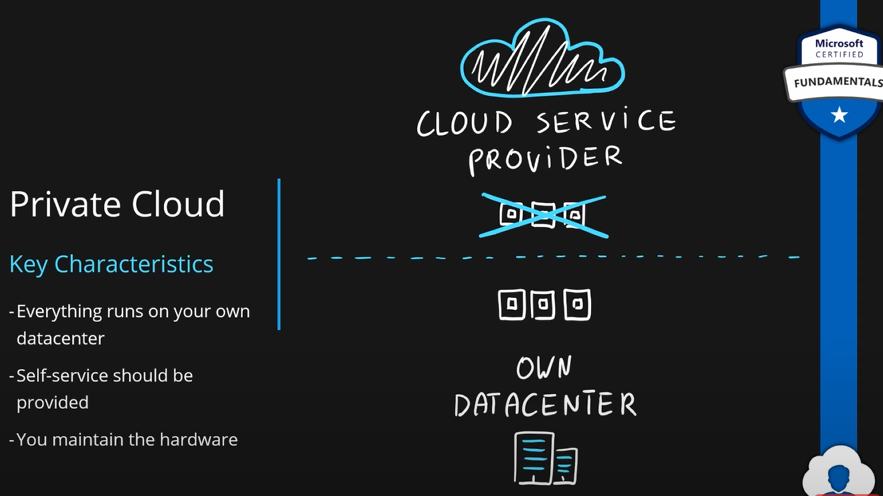 CLOUD SERVICE
PROVIDER
Private Cloud
Key Characteristics
- Everything runs on your own
datacenter
- Self-service should be
provided
- You maintain the hardware
OWN
DATACENTER
Microsoft
CERTIFIED
FUNDAMENTALS